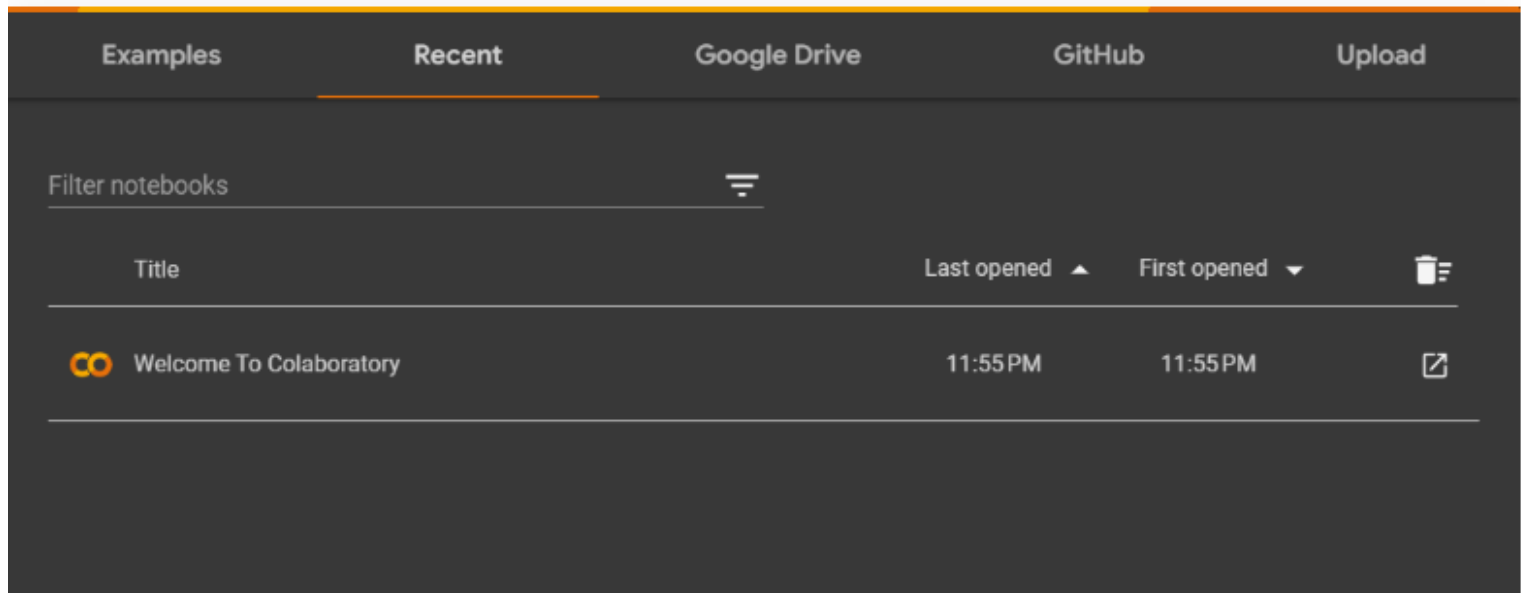 Examples Recent Google Drive GitHub Upload
Filter notebooks
Title Last opened First opened
CO Welcome To Colaboratory 11:55 PM 11:55 PM